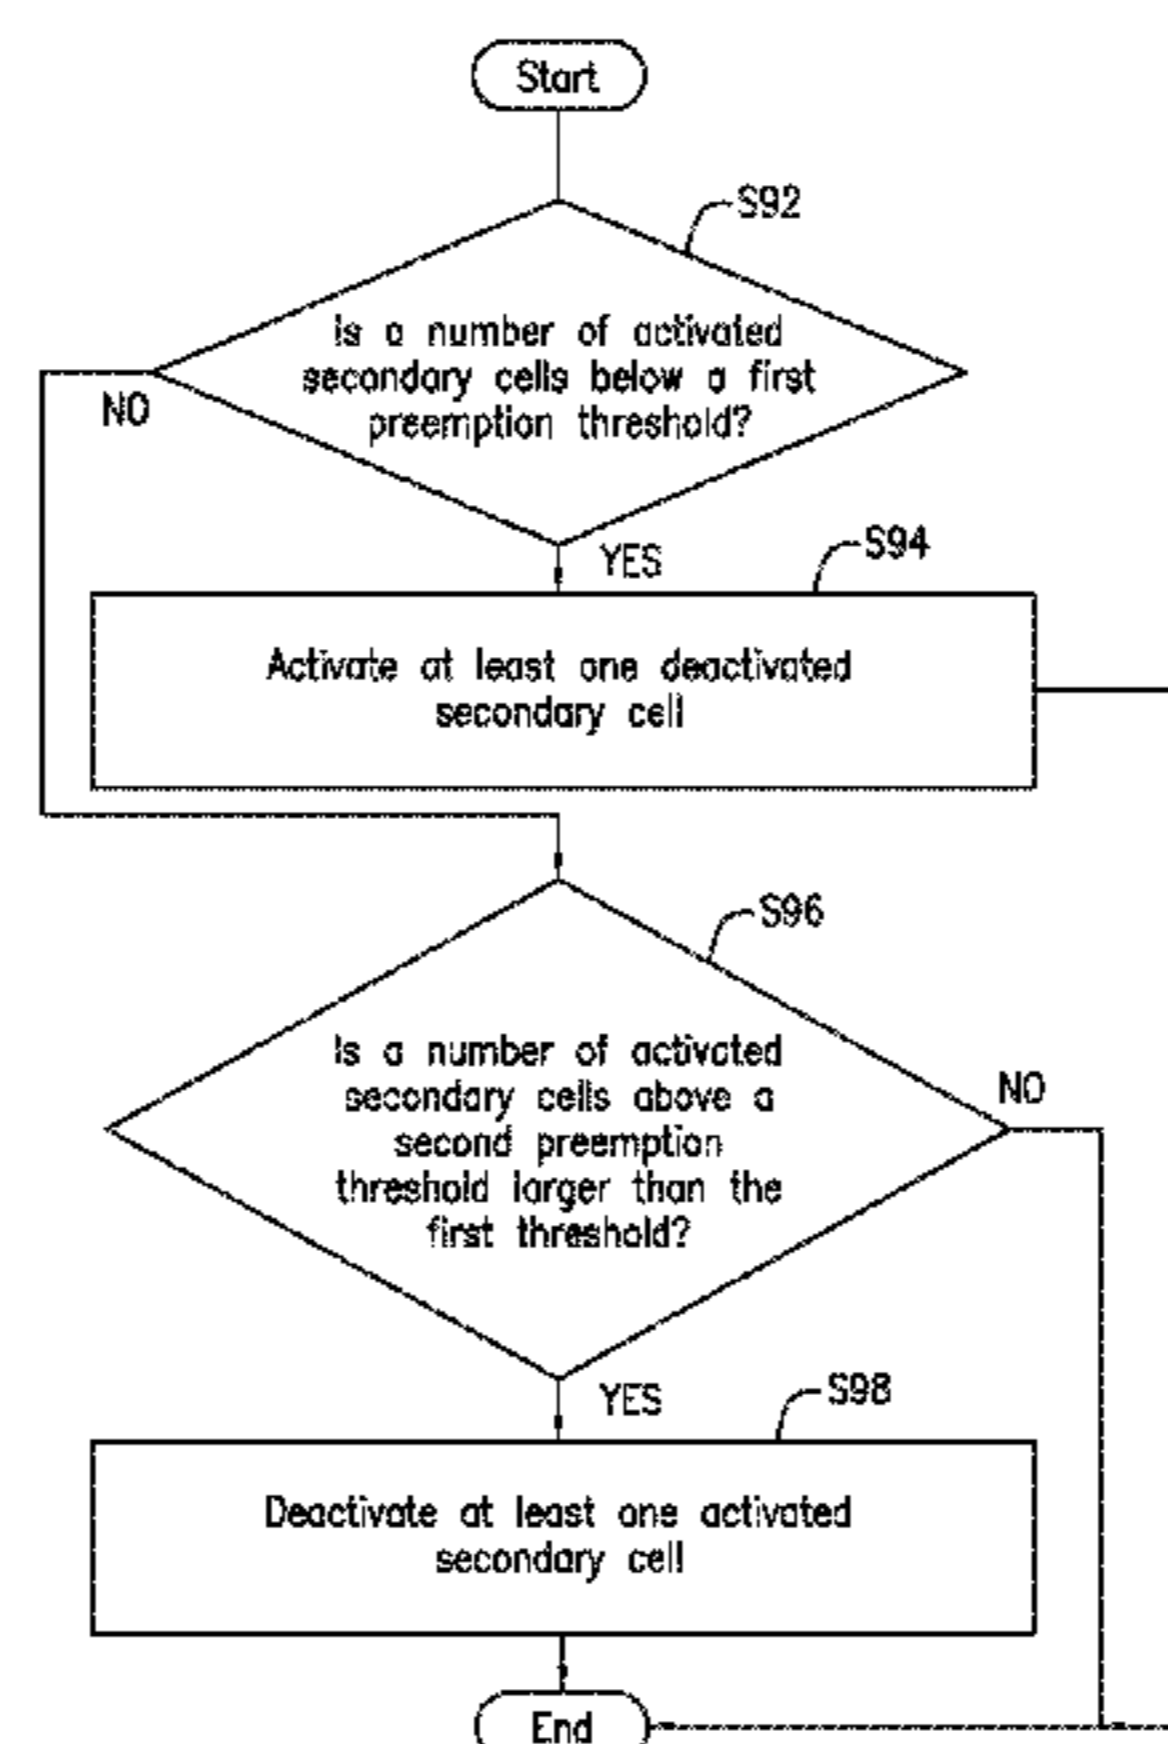 Start
S92
Is a number of activated
secondary cells below a first
preemption threshold?
NO
YES
S94
Activate at least one deactivated
secondary cell
S96
Is a number of activated
secondary cells above a
second preemption
threshold larger than the
first threshold?
NO
YES
S98
Deactivate at least one activated
secondary cell
End